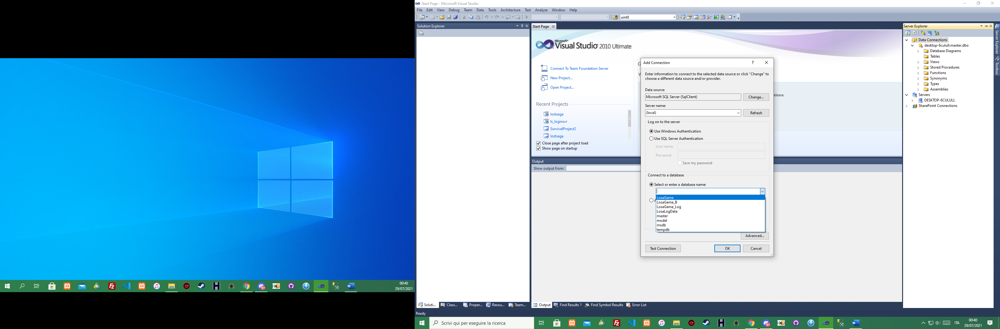 00:40
29/07/2021
Start Page - Microsoft Visual Studio
File Edit View Debug Team Data Tools Architecture Test Analyze Window Help
uint8
Solution Explorer
Start Page
Microsoft
Visual Studio 2010 Ultimate
Connect To Team Foundation Server
New Project...
Open Project...
Recent Projects
lostsaga
ls_loginsvr
SurvivalProject2
lostsaga
Close page after project load
Show page on startup
elease.
Add Connection
Enter information to connect to the selected data source or click "Change" to
choose a different data source and/or provider.
Data source:
Microsoft SQL Server (SqlClient)
Change...
Server name:
(local)
Refresh
Log on to the server
Use Windows Authentication
Use SQL Server Authentication
User name:
Password:
Save my password
Connect to a database
Select or enter a database name:
LosaGame
LosaGame_B
LosaGame_Log
LosaLogData
master
model
msdb
tempdb
Advanced...
Test Connection
OK
Cancel
Output
Show output from:
Server Explorer
Data Connections
desktop-6culull.master.dbo
Database Diagrams
Tables
Views
Stored Procedures
Functions
Synonyms
Types
Assemblies
Servers
DESKTOP-6CULULL
SharePoint Connections
Server Explorer
Toolbox
Soluti... Class... Proper... Resou... Team...
Output Find Results 1 Find Symbol Results Error List
Ready
Scrivi qui per eseguire la ricerca
ITA
00:40
29/07/2021